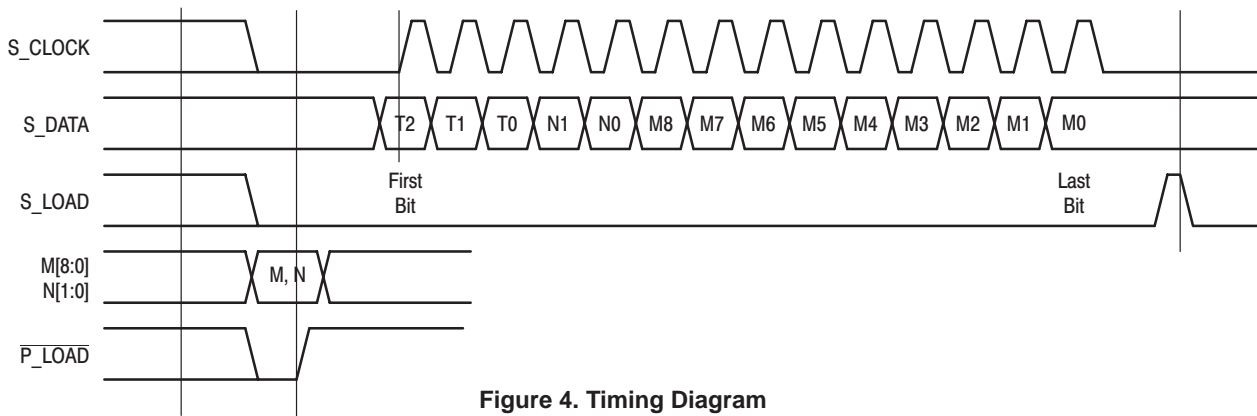 S_CLOCK
S_DATA
T2 T1 T0 N1 N0 M8 M7 M6 M5 M4 M3 M2 M1 M0
First
Bit
Last
Bit
S_LOAD
M[8:0]
N[1:0]
M, N
P_LOAD
Figure 4. Timing Diagram